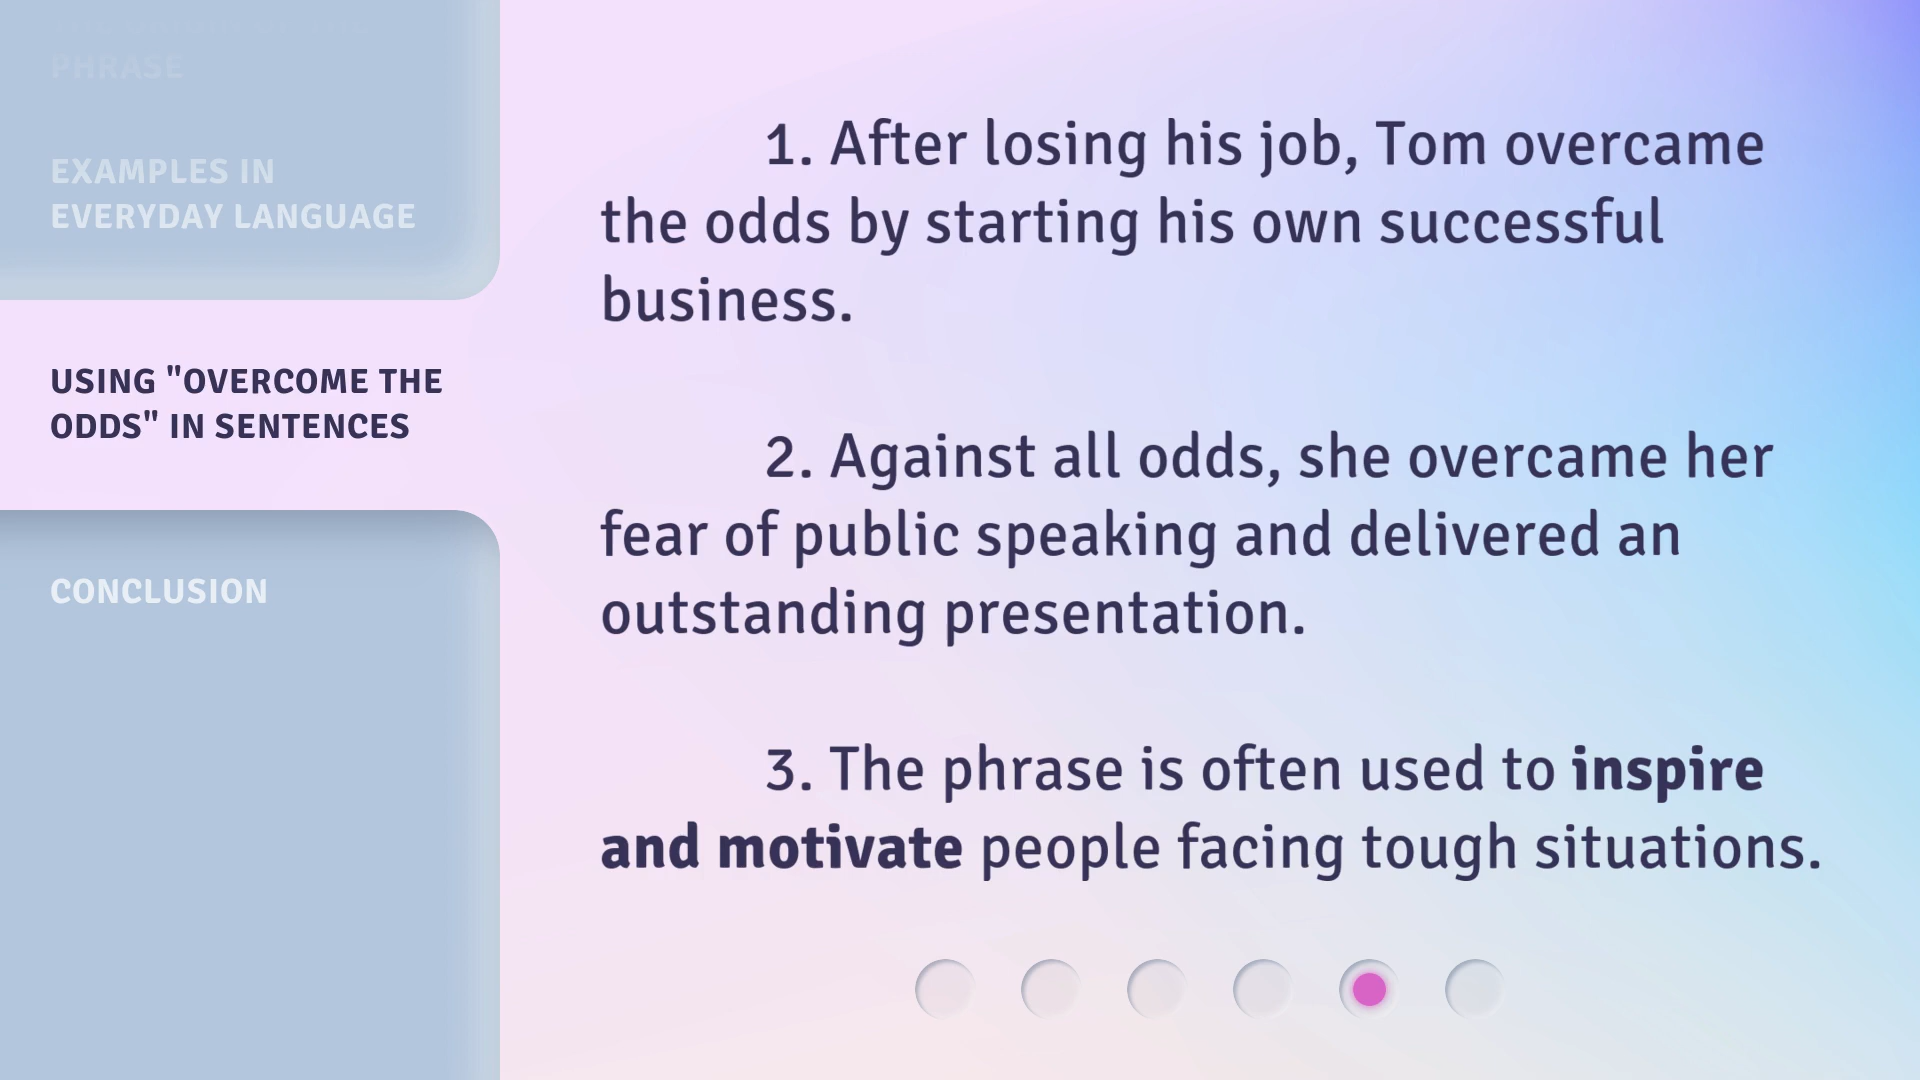 PHRASE
EXAMPLES IN
EVERYDAY LANGUAGE
USING "OVERCOME THE
ODDS" IN SENTENCES
CONCLUSION
1. After losing his job, Tom overcame
the odds by starting his own successful
business.
2. Against all odds, she overcame her
fear of public speaking and delivered an
outstanding presentation.
3. The phrase is often used to inspire
and motivate people facing tough situations.